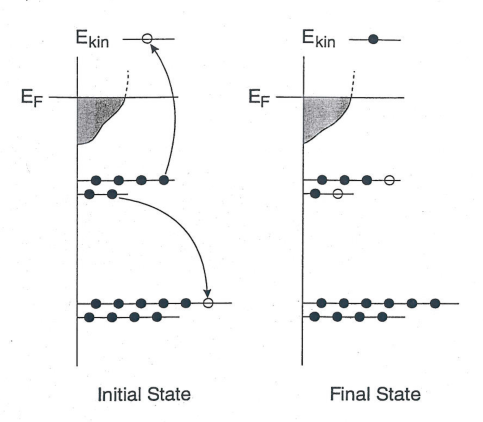 E_kin
E_kin
E_F
E_F
Initial State
Final State